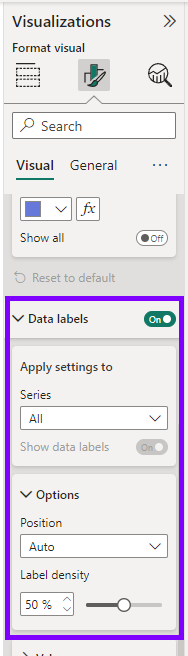 Visualizations
Format visual
Search
Visual General
fx
Show all Off
Reset to default
Data labels On
Apply settings to
Series
All
Show data labels On
Options
Position
Auto
Label density
50 %